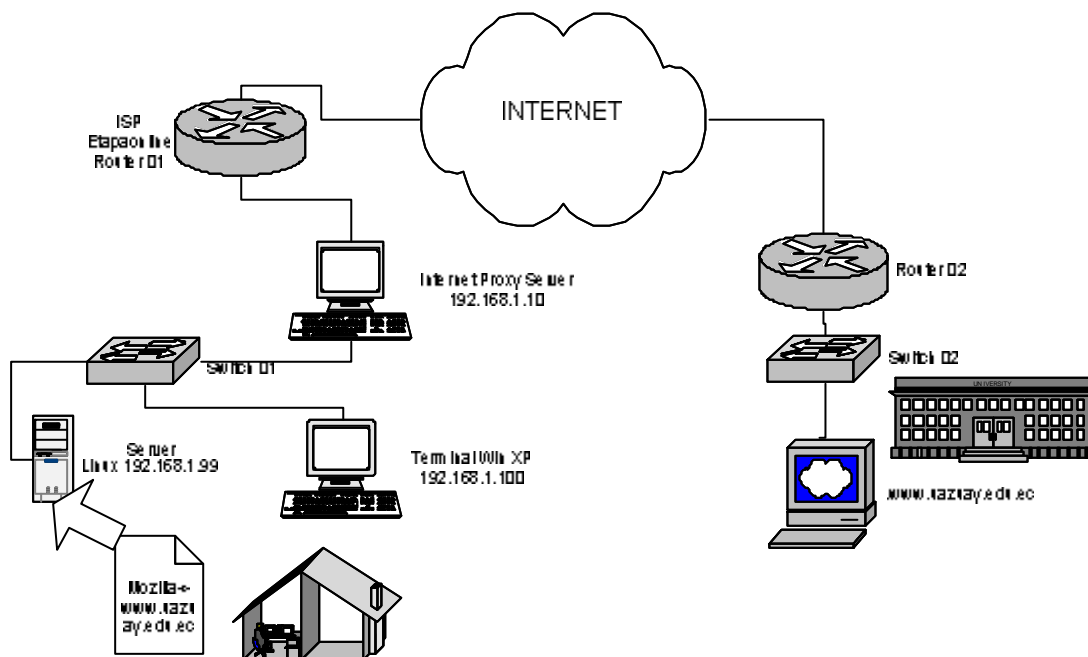 INTERNET
ISP
Etapaonline
Router 01
Internet Proxy Server
192.168.1.10
Router 02
Switch 01
Switch 02
UNIVERSITY
Server
Linux 192.168.1.99
Terminal Win XP
192.168.1.100
www.uazuay.edu.ec
Mozilla->
www.uazu
ay.edu.ec